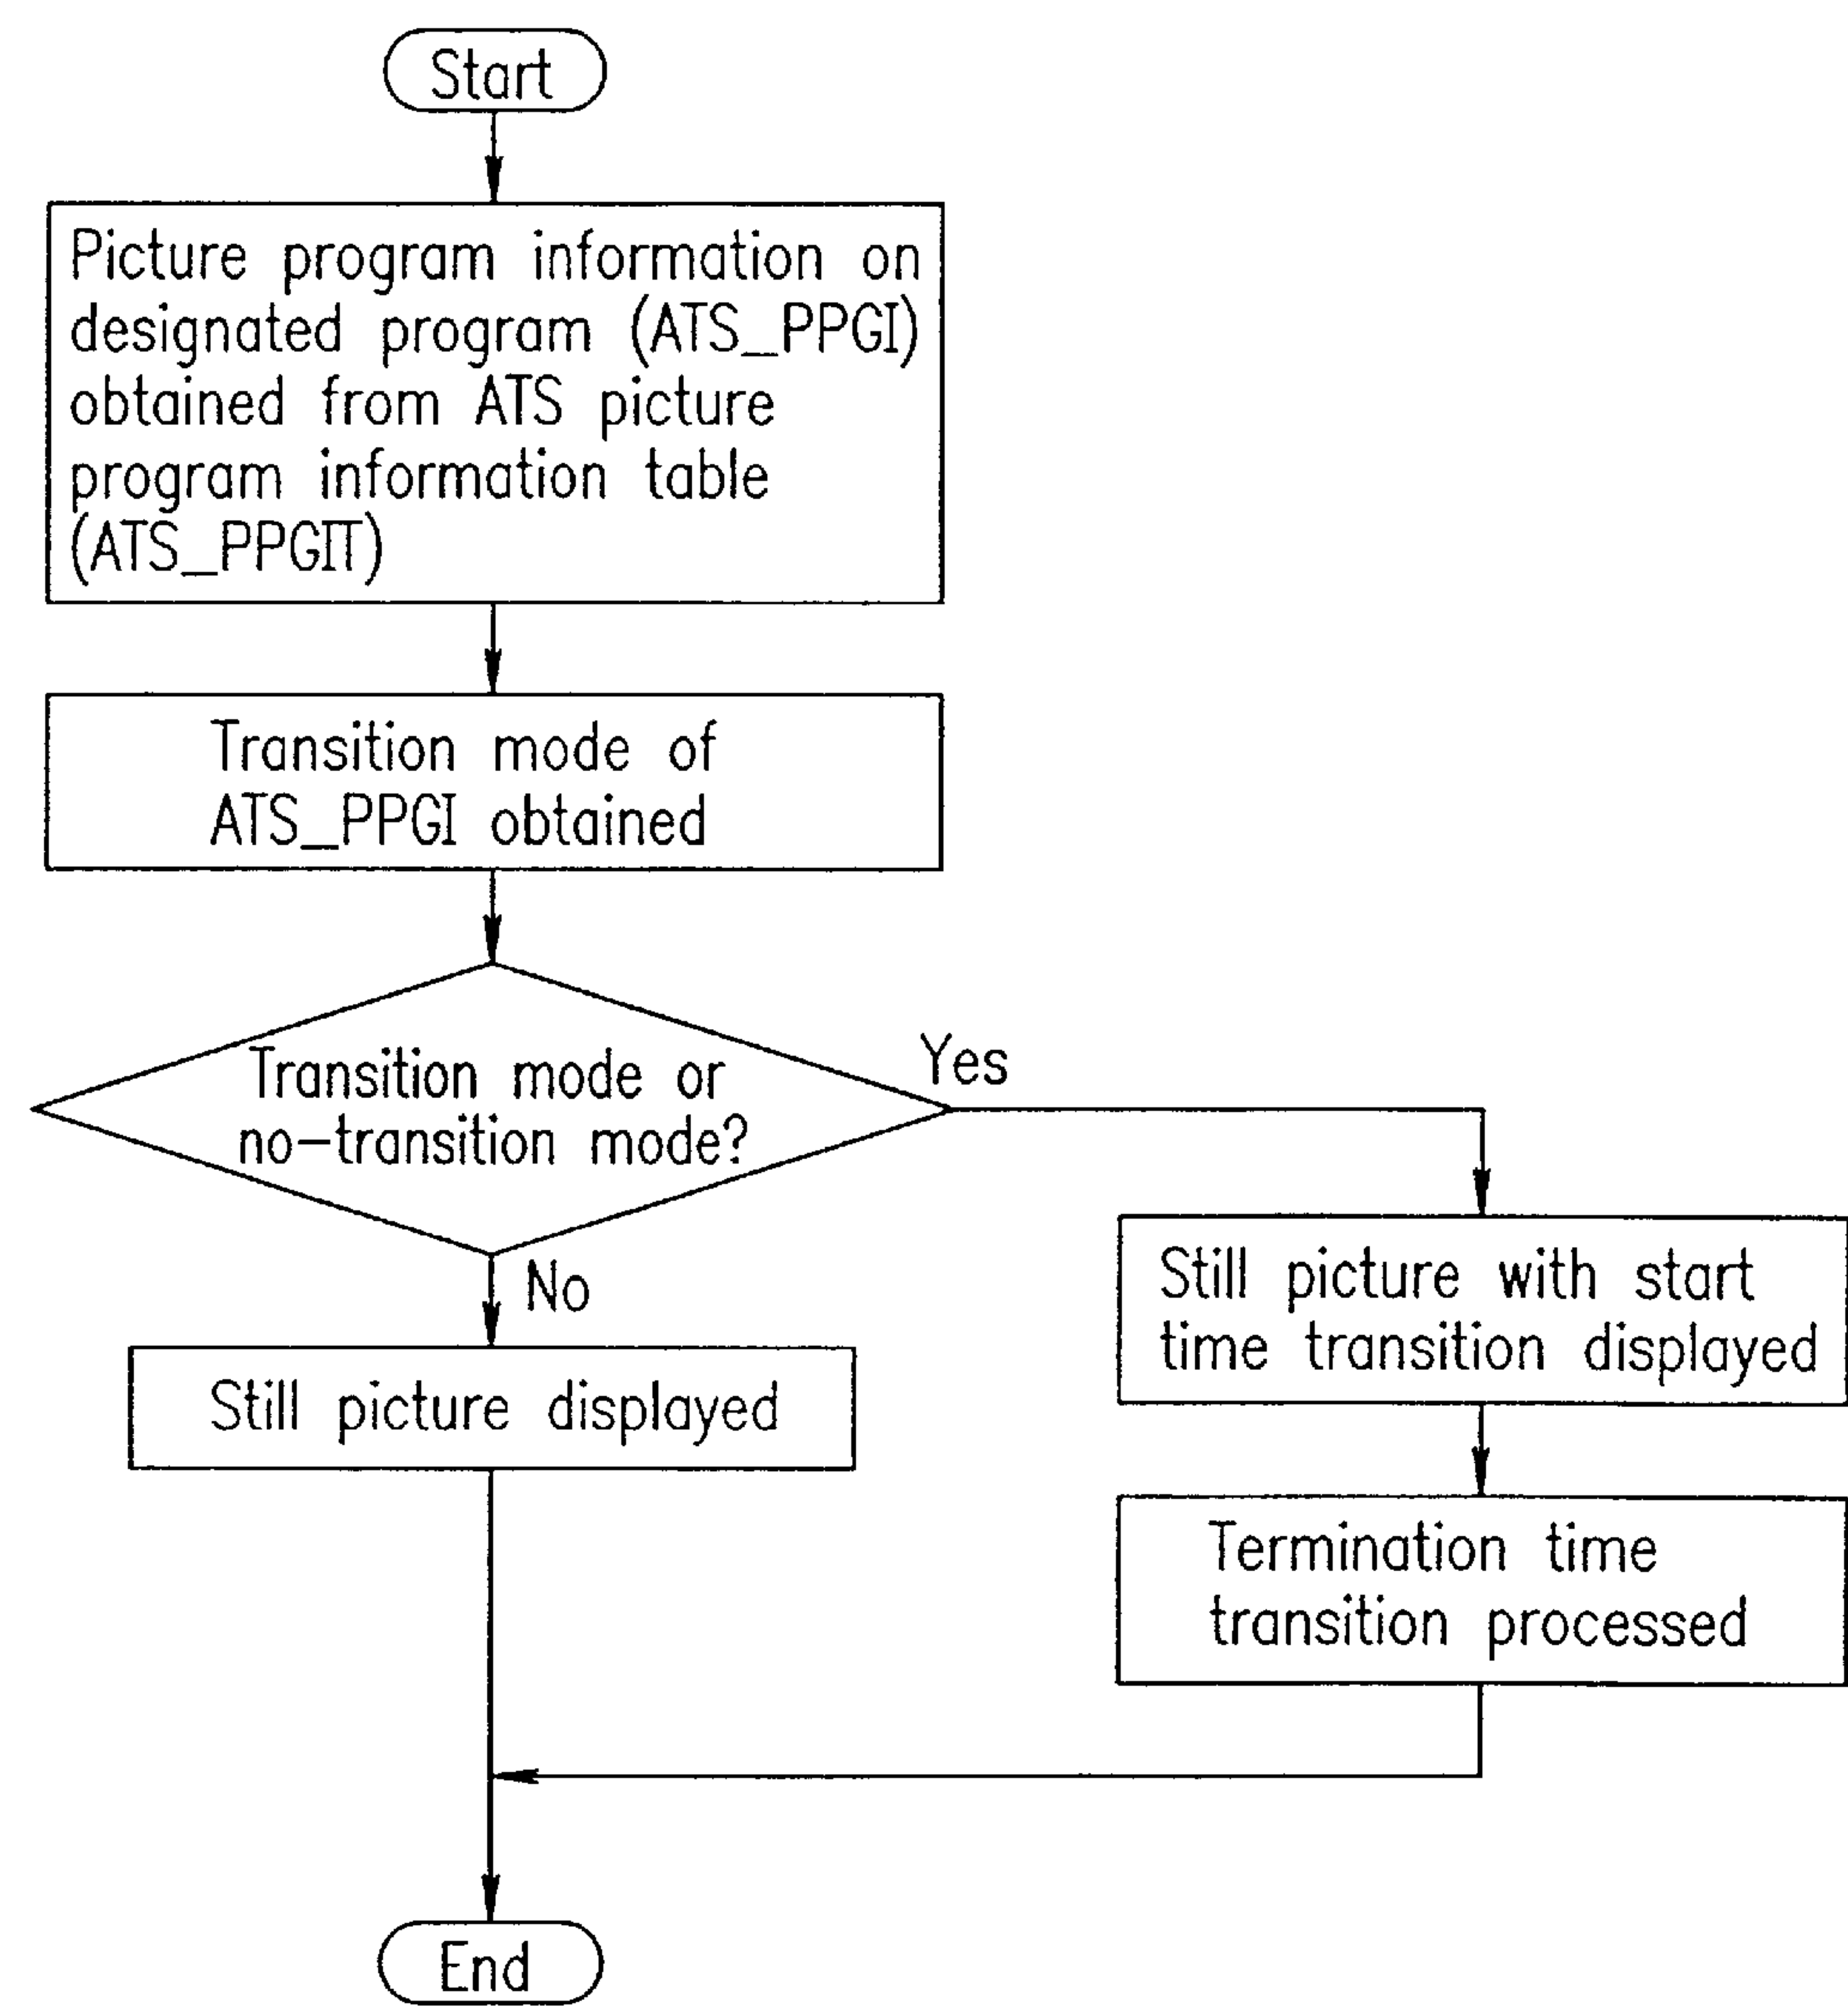 Start
Picture program information on
designated program (ATS_PPGI)
obtained from ATS picture
program information table
(ATS_PPGIT)
Transition mode of
ATS_PPGI obtained
Transition mode or
no-transition mode?
Yes
No
Still picture with start
time transition displayed
Still picture displayed
Termination time
transition processed
End